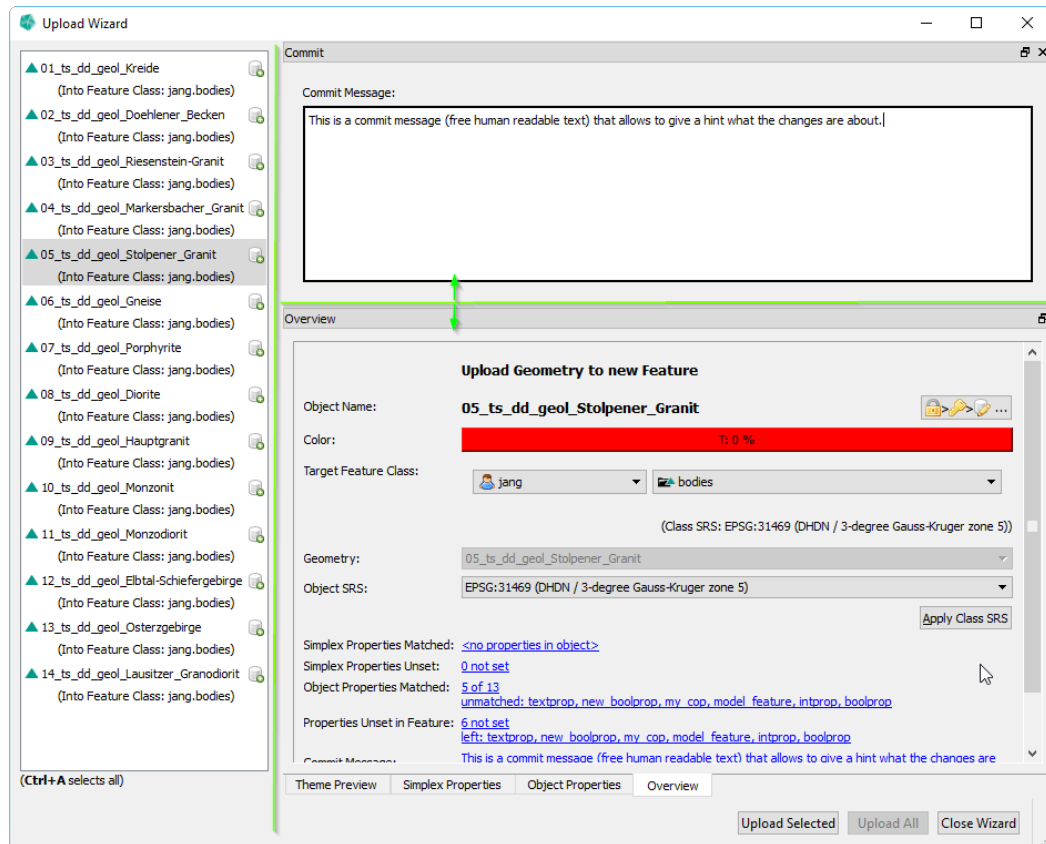 Upload Wizard
01_ts_dd_geol_Kreide
(Into Feature Class: jang.bodies)
02_ts_dd_geol_Doehlener_Becken
(Into Feature Class: jang.bodies)
03_ts_dd_geol_Riesenstein-Granit
(Into Feature Class: jang.bodies)
04_ts_dd_geol_Markersbacher_Granit
(Into Feature Class: jang.bodies)
05_ts_dd_geol_Stolpener_Granit
(Into Feature Class: jang.bodies)
06_ts_dd_geol_Gneise
(Into Feature Class: jang.bodies)
07_ts_dd_geol_Porphyrite
(Into Feature Class: jang.bodies)
08_ts_dd_geol_Diorite
(Into Feature Class: jang.bodies)
09_ts_dd_geol_Hauptgranit
(Into Feature Class: jang.bodies)
10_ts_dd_geol_Monzonit
(Into Feature Class: jang.bodies)
11_ts_dd_geol_Monzodiorit
(Into Feature Class: jang.bodies)
12_ts_dd_geol_Elbtal-Schiefergebirge
(Into Feature Class: jang.bodies)
13_ts_dd_geol_Osterzgebirge
(Into Feature Class: jang.bodies)
14_ts_dd_geol_Lausitzer_Granodiorit
(Into Feature Class: jang.bodies)
(Ctrl+A selects all)
Commit
Commit Message:
This is a commit message (free human readable text) that allows to give a hint what the changes are about.
Overview
Upload Geometry to new Feature
Object Name: 05_ts_dd_geol_Stolpener_Granit > > ...
Color: T: 0 %
Target Feature Class: jang bodies
(Class SRS: EPSG:31469 (DHDN / 3-degree Gauss-Kruger zone 5))
Geometry: 05_ts_dd_geol_Stolpener_Granit
Object SRS: EPSG:31469 (DHDN / 3-degree Gauss-Kruger zone 5)
Apply Class SRS
Simplex Properties Matched: <no properties in object>
Simplex Properties Unset: 0 not set
Object Properties Matched: 5 of 13
unmatched: textprop, new_boolprop, my_cop, model_feature, intprop, boolprop
Properties Unset in Feature: 6 not set
left: textprop, new_boolprop, my_cop, model_feature, intprop, boolprop
Commit Message: This is a commit message (free human readable text) that allows to give a hint what the changes are
Theme Preview Simplex Properties Object Properties Overview
Upload Selected Upload All Close Wizard